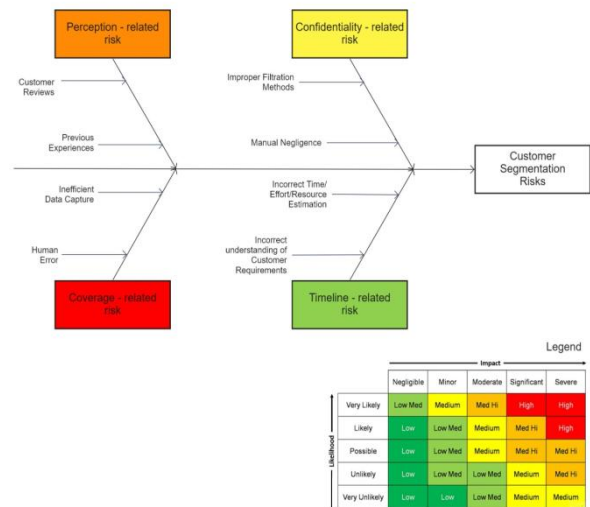 Perception - related
risk
Confidentiality - related
risk
Customer
Reviews
Improper Filtration
Methods
Previous
Experiences
Manual Negligence
Customer
Segmentation
Risks
Inefficient
Data Capture
Incorrect Time/
Effort/Resource
Estimation
Human
Error
Incorrect
understanding of
Customer
Requirements
Coverage - related
risk
Timeline - related
risk
Legend
Impact
Negligible Minor Moderate Significant Severe
Likelihood
Very Likely Low Med Medium Med Hi High High
Likely Low Low Med Medium Med Hi High
Possible Low Low Med Medium Med Hi Med Hi
Unlikely Low Low Med Low Med Medium Med Hi
Very Unlikely Low Low Low Med Medium Medium